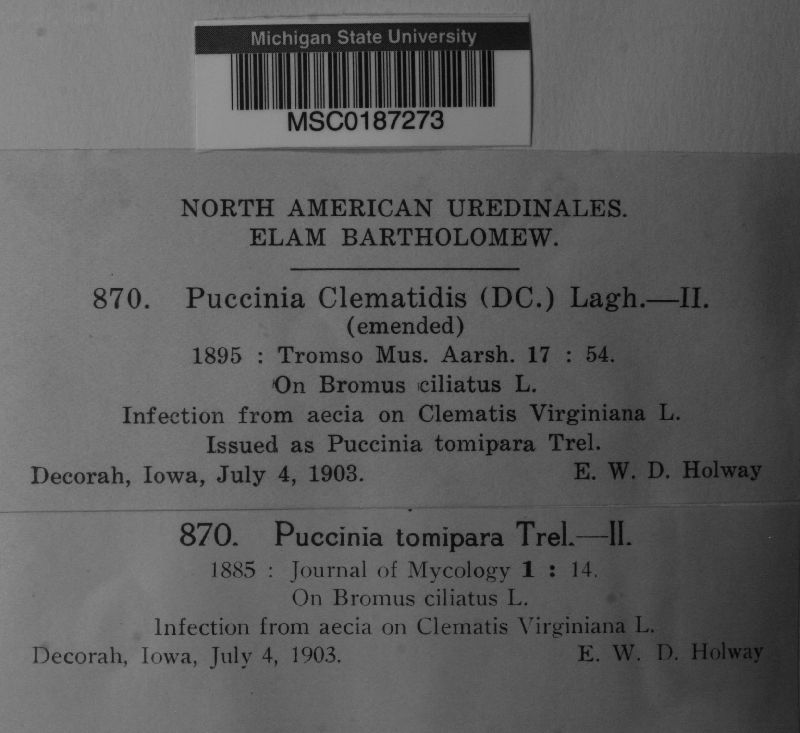 Michigan State University
MSC0187273
NORTH AMERICAN UREDINALES.
ELAM BARTHOLOMEW.
870. Puccinia Clematidis (DC.) Lagh.—II.
(emended)
1895 : Tromso Mus. Aarsh. 17 : 54.
On Bromus ciliatus L.
Infection from aecia on Clematis Virginiana L.
Issued as Puccinia tomipara Trel.
Decorah, Iowa, July 4, 1903. E. W. D. Holway
870. Puccinia tomipara Trel.—II.
1885 : Journal of Mycology 1 : 14.
On Bromus ciliatus L.
Infection from aecia on Clematis Virginiana L.
Decorah, Iowa, July 4, 1903. E. W. D. Holway